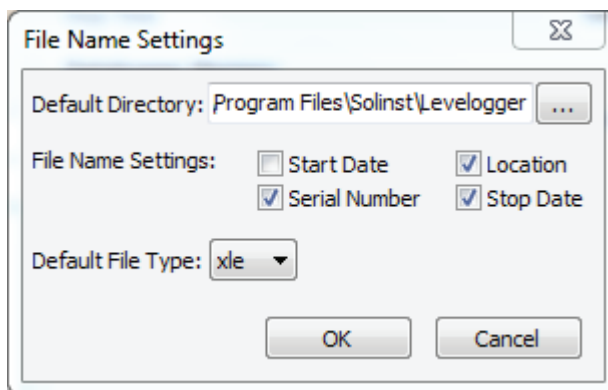 File Name Settings
Default Directory: Program Files\Solinst\Levelogger ...
File Name Settings: Start Date Location
Serial Number Stop Date
Default File Type: xle
OK Cancel